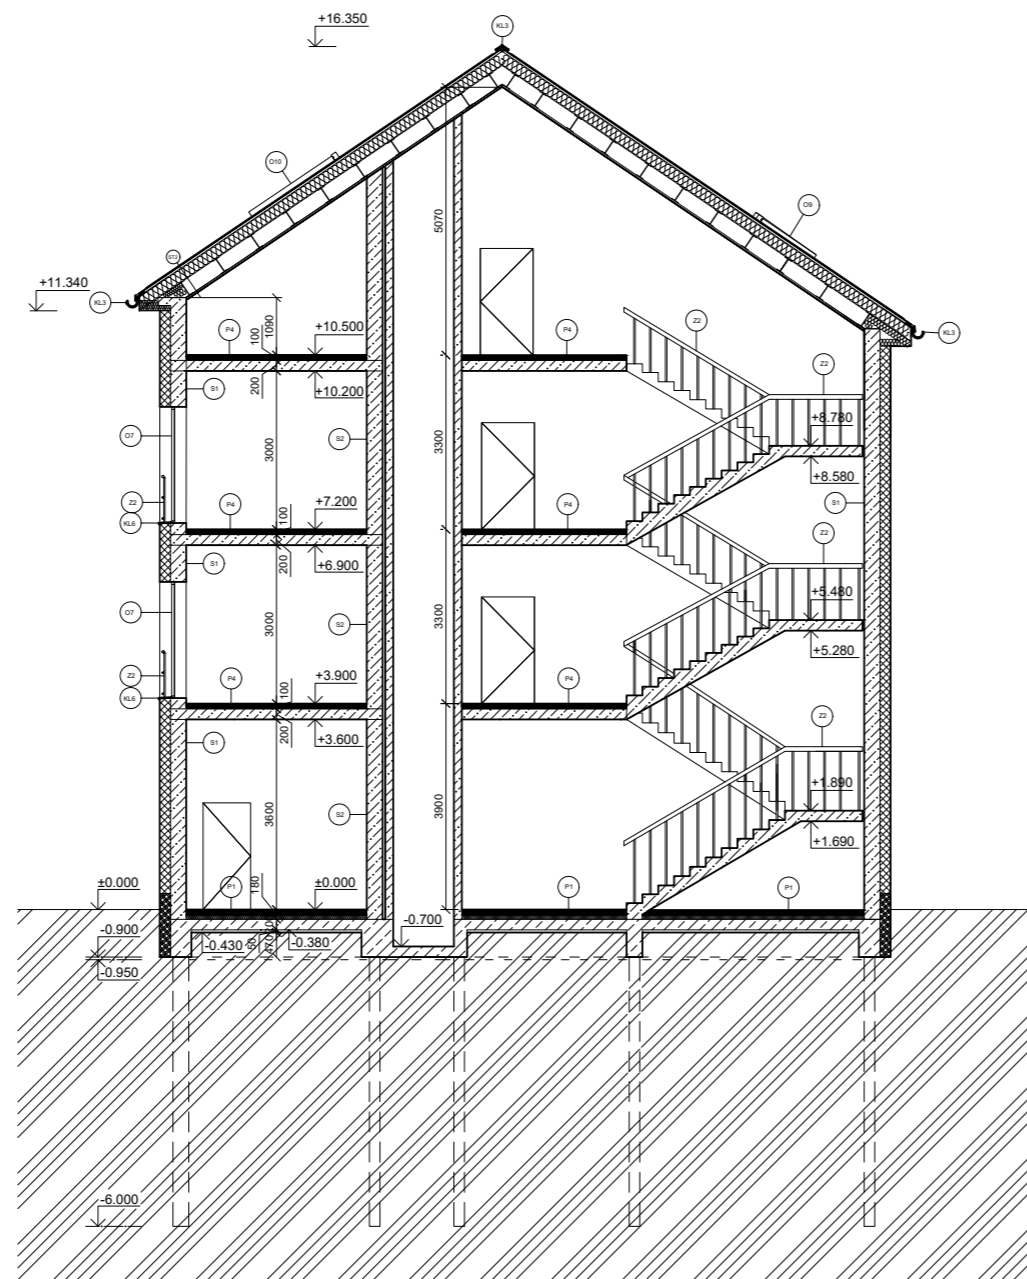 +16.350
KL3
O10
O9
5070
ST3
+11.340
KL3
KL3
1090
100
P4
+10.500
P4
Z2
Z2
200
+10.200
S1
+8.780
O7
S2
3000
3300
+8.580
Z2
S1
KL6
P4
100
+7.200
P4
Z2
200
+6.900
S1
+5.480
O7
S2
3000
3300
+5.280
Z2
KL6
P4
100
+3.900
P4
200
+3.600
S1
Z2
+1.890
3600
S2
3900
+1.690
±0.000
P1
180
±0.000
P1
P1
-0.900
-0.430
50
470
-0.380
-0.700
-0.950
-6.000